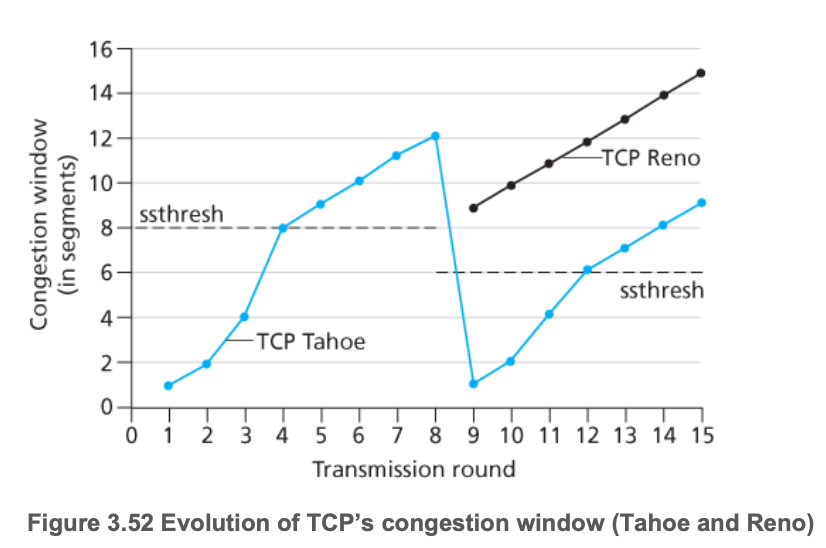 Congestion window
(in segments)
16
14
12
10
8
6
4
2
0
ssthresh
TCP Tahoe
TCP Reno
ssthresh
0 1 2 3 4 5 6 7 8 9 10 11 12 13 14 15
Transmission round
Figure 3.52 Evolution of TCP’s congestion window (Tahoe and Reno)